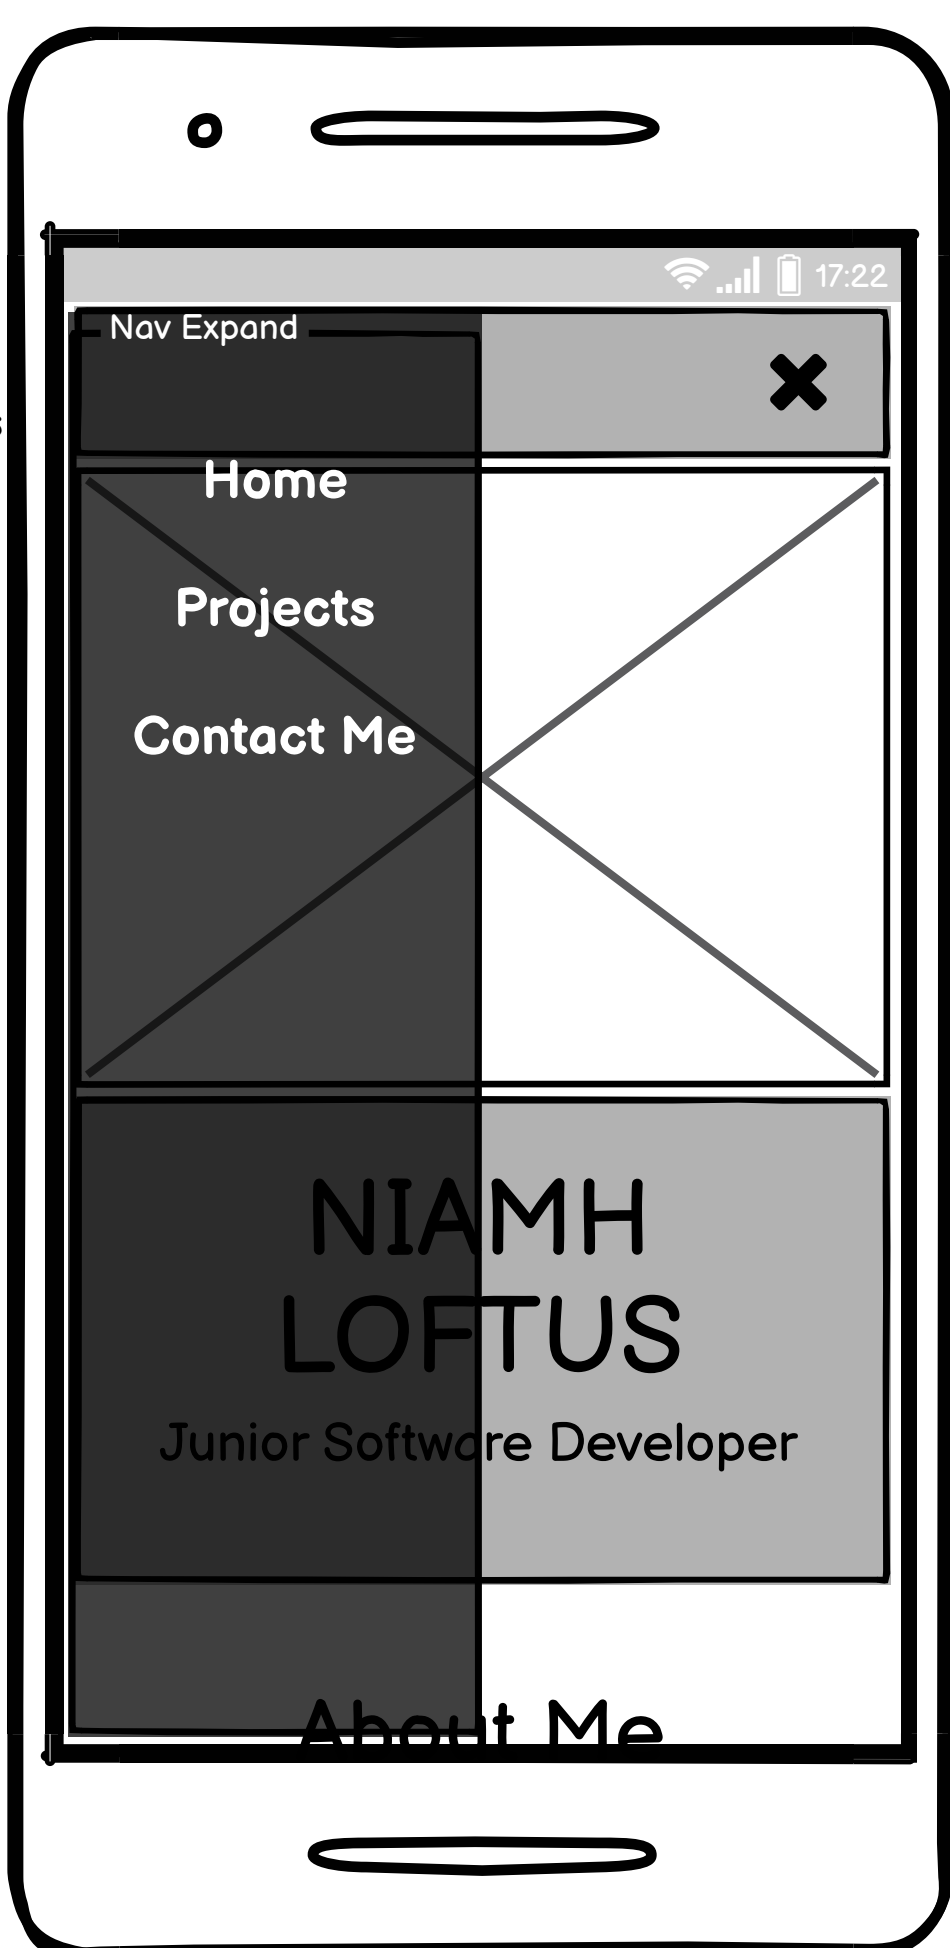 17:22
Nav Expand
Home
Projects
Contact Me
NIAMH
LOFTUS
Junior Software Developer
About Me